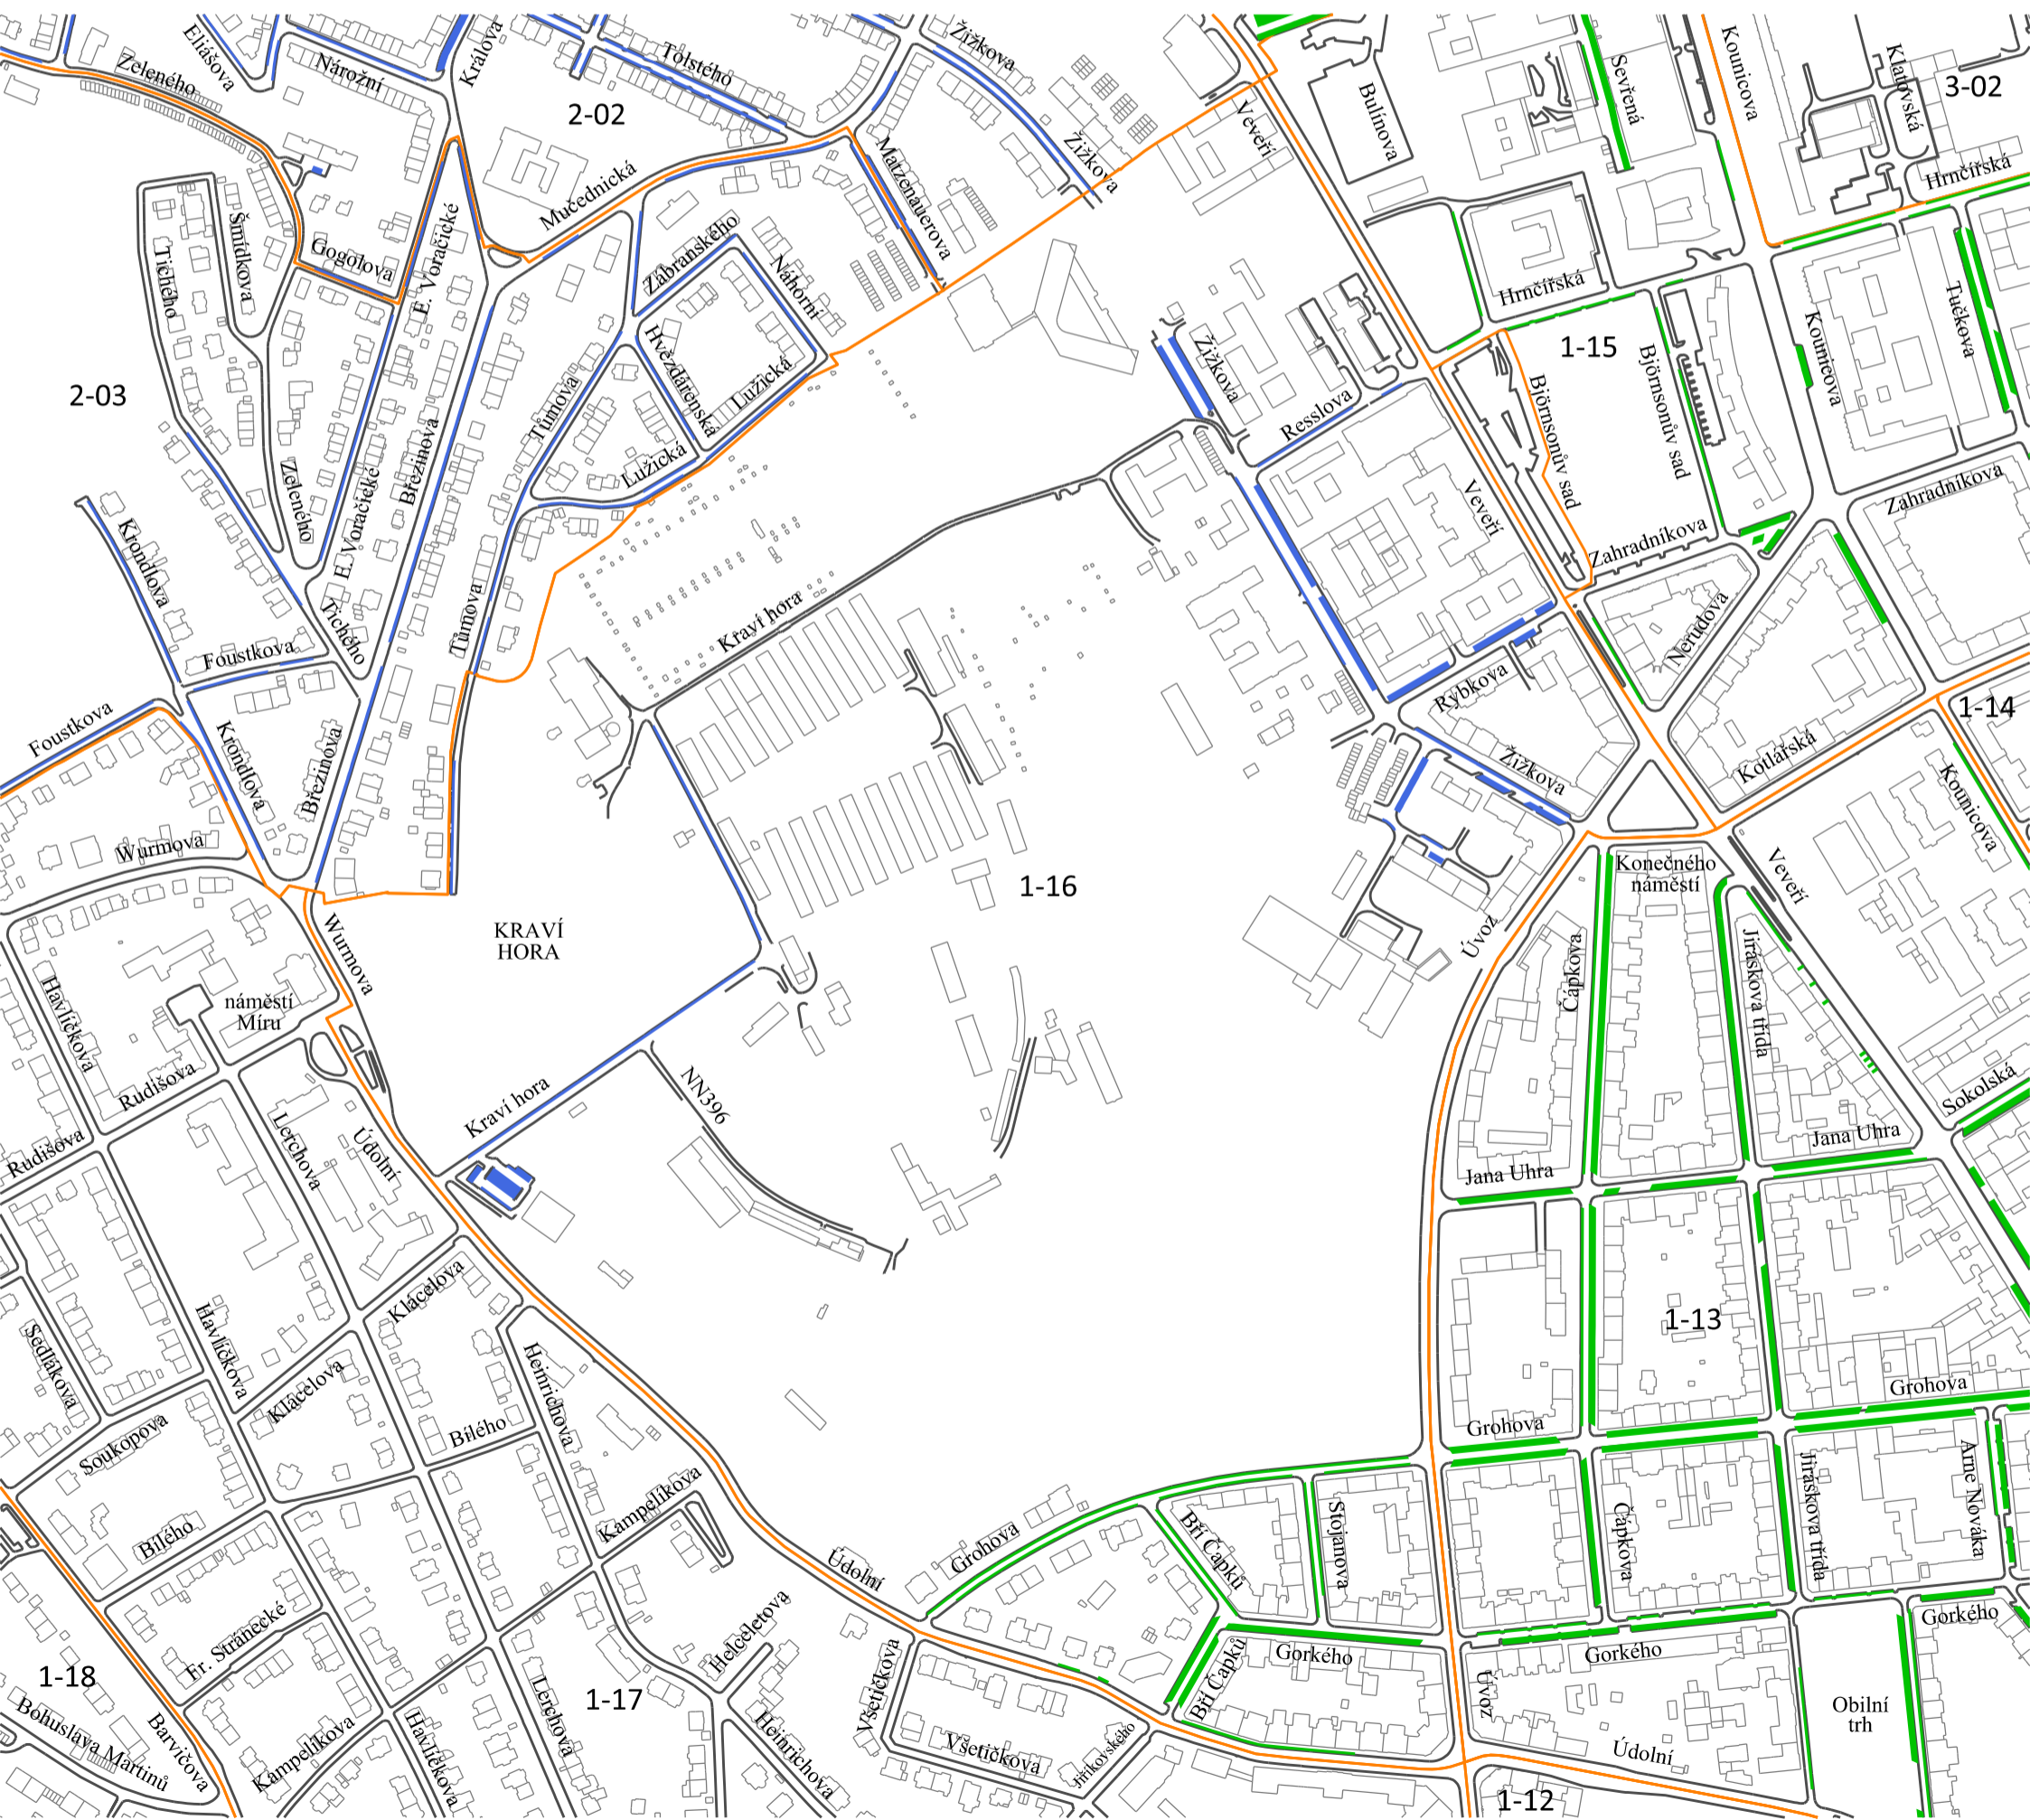 Eliášova
Králova
Žižkova
Tolstého
Zeleného
Nárožní
2-02
Veveří
Bulínova
Sevřená
Kounicova
Klatovská
3-02
Hrnčířská
Žižkova
Matzenauerova
Mučednická
Šmídkova
Tichého
Gogolova
E. Voračické
Zábranského
Náhorní
Hrnčířská
1-15
Kounicova
Tučkova
2-03
Hvězdárenská
Lužická
Tůmova
Lužická
Žižkova
Resslova
Björnsonův sad
Björnsonův sad
Březinova
E. Voračické
Zeleného
Krondlova
Veveří
Zahradníkova
Zahradníkova
Tichého
Tůmova
Kraví hora
Nerudova
Foustkova
Foustkova
Krondlova
Březinova
Rybkova
Žižkova
Kotlářská
1-14
Kounicova
Wurmova
1-16
Konečného
náměstí
Veveří
Wurmova
KRAVÍ
HORA
Úvoz
Čápkova
Jiráskova třída
Havlíčkova
náměstí
Míru
Rudišova
Rudišova
Lerchova
Údolní
Kraví hora
NN396
Sokolská
Jana Uhra
Jana Uhra
Klácelova
Havlíčkova
Sedlákova
Heinrichova
1-13
Grohova
Grohova
Klácelova
Bílého
Soukopova
Kampelíkova
Bílého
Údolní
Grohova
Bří Čapků
Stojanova
Čápkova
Jiráskova třída
Arne Nováka
Fr. Stránecké
Helceletova
Všetičkova
Bří Čapků
Gorkého
Gorkého
Gorkého
Úvoz
1-18
1-17
Lerchova
Bohuslava Martinů
Barvičova
Kampelíkova
Havlíčkova
Heinrichova
Všetičkova
Jiříkovského
Údolní
Obilní
trh
1-12